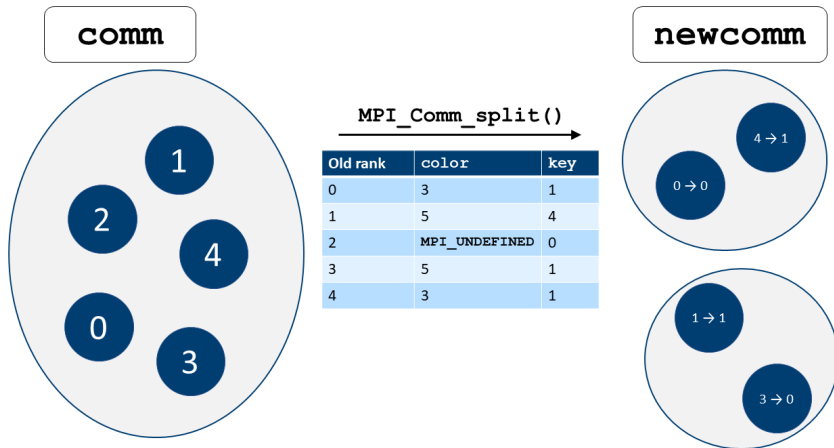 comm
newcomm
1
2
4
0
3
MPI_Comm_split()
Old rank color key
0 3 1
1 5 4
2 MPI_UNDEFINED 0
3 5 1
4 3 1
4 → 1
0 → 0
1 → 1
3 → 0